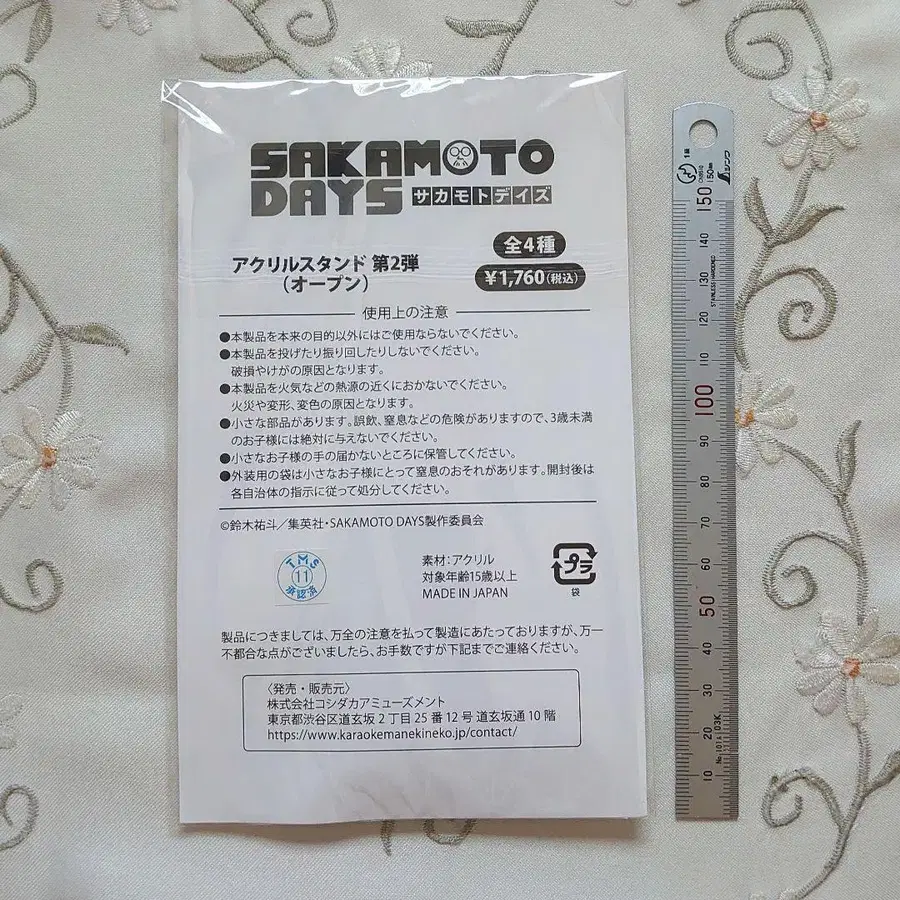 SAKAMOTO
DAYS サカモトデイズ
アクリルスタンド 第2弾
(オープン)
全4種
¥1,760(税込)
使用上の注意
●本製品を本来の目的以外にはご使用ならないでください。
●本製品を投げたり振り回したりしないでください。
破損やけがの原因となります。
●本製品を火気などの熱源の近くにおかないでください。
火災や変形、変色の原因となります。
●小さな部品があります。誤飲、窒息などの危険がありますので、3歳未満
のお子様には絶対に与えないでください。
●小さなお子様の手の届かないところに保管してください。
●外装用の袋は小さなお子様にとって窒息のおそれがあります。開封後は
各自治体の指示に従って処分してください。
©鈴木祐斗/集英社・SAKAMOTO DAYS製作委員会
TMS
11
承認済
素材:アクリル
対象年齢15歳以上
MADE IN JAPAN
プラ
袋
製品につきましては、万全の注意を払って製造にあたっておりますが、万一
不都合な点がございましたら、お手数ですが下記までご連絡ください。
〈発売・販売元〉
株式会社コシダカアミューズメント
東京都渋谷区道玄坂2丁目25番12号 道玄坂通10階
https://www.karaokemanekineko.jp/contact/
シンワ
150
140
130
120
110
100
90
80
70
60
50
40
30
20
10
STAINLESS HARDENED